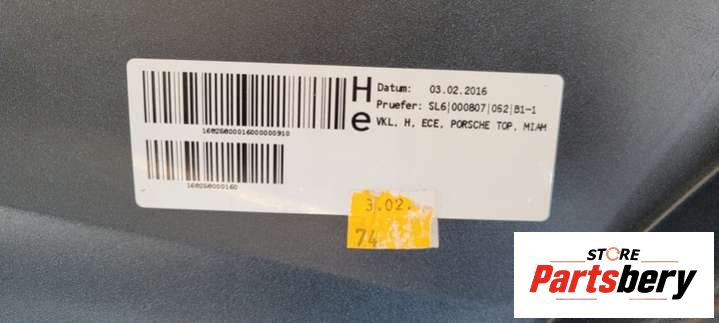 H
e
Datum: 03.02.2016
Pruefer: SL6|000807|052|B1-1
VKL, H, ECE, PORSCHE TOP, MIAM
1602600001600000910
160260000160
3.02.
74
STORE
Partsbery